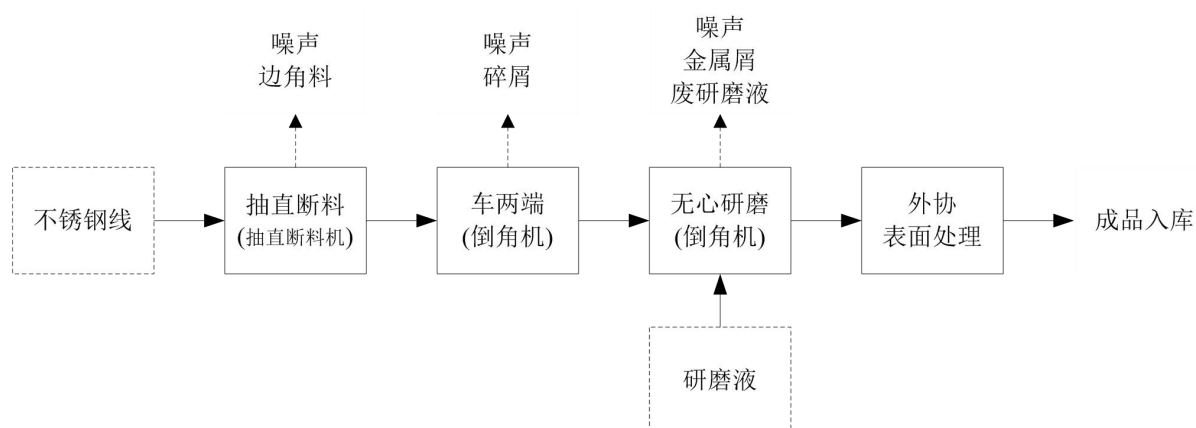 噪声
边角料
噪声
碎屑
噪声
金属屑
废研磨液
不锈钢线
抽直断料
(抽直断料机)
车两端
(倒角机)
无心研磨
(倒角机)
外协
表面处理
成品入库
研磨液